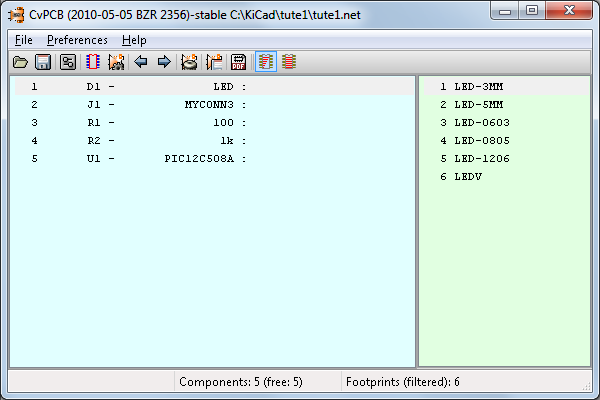 CvPCB (2010-05-05 BZR 2356)-stable C:\KiCad\tute1\tute1.net
File Preferences Help
PDF
1 D1 - LED :
2 J1 - MYCONN3 :
3 R1 - 100 :
4 R2 - 1k :
5 U1 - PIC12C508A :
1 LED-3MM
2 LED-5MM
3 LED-0603
4 LED-0805
5 LED-1206
6 LEDV
Components: 5 (free: 5) Footprints (filtered): 6